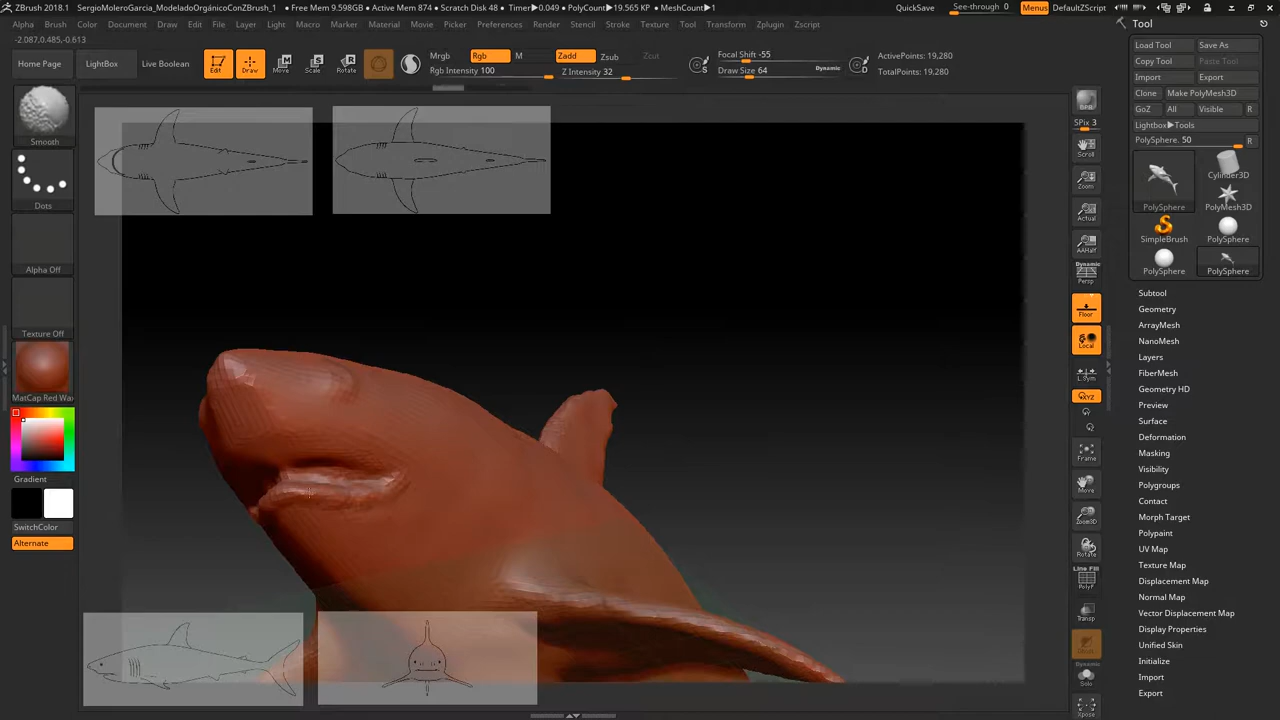 ZBrush 2018.1 SergioMoleroGarcia_ModeladoOrgánicoConZBrush_1 • Free Mem 9.598GB • Active Mem 874 • Scratch Disk 48 • Timer▶0.049 • PolyCount▶19.565 KP • MeshCount▶1 QuickSave See-through 0 Menus DefaultZScript
Alpha Brush Color Document Draw Edit File Layer Light Macro Marker Material Movie Picker Preferences Render Stencil Stroke Texture Tool Transform Zplugin Zscript
-2.087,0.485,-0.613
Home Page LightBox Live Boolean Edit Draw Move Scale Rotate
Mrgb Rgb M Zadd Zsub Zcut
Rgb Intensity 100 Z Intensity 32
Focal Shift -55
Draw Size 64 Dynamic
ActivePoints: 19,280
TotalPoints: 19,280
Smooth
Dots
Alpha Off
Texture Off
MatCap Red Wax
Gradient
SwitchColor
Alternate
BPR
SPix 3
Scroll
Zoom
Actual
AAHalf
Dynamic
Persp
Floor
Local
L.Sym
XYZ
Frame
Move
Zoom3D
Rotate
Line Fill
PolyF
Transp
Dynamic
Solo
Xpose
Tool
Load Tool Save As
Copy Tool Paste Tool
Import Export
Clone Make PolyMesh3D
GoZ All Visible R
Lightbox▶Tools
PolySphere. 50 R
PolySphere Cylinder3D
PolyMesh3D
SimpleBrush PolySphere
PolySphere PolySphere
Subtool
Geometry
ArrayMesh
NanoMesh
Layers
FiberMesh
Geometry HD
Preview
Surface
Deformation
Masking
Visibility
Polygroups
Contact
Morph Target
Polypaint
UV Map
Texture Map
Displacement Map
Normal Map
Vector Displacement Map
Display Properties
Unified Skin
Initialize
Import
Export